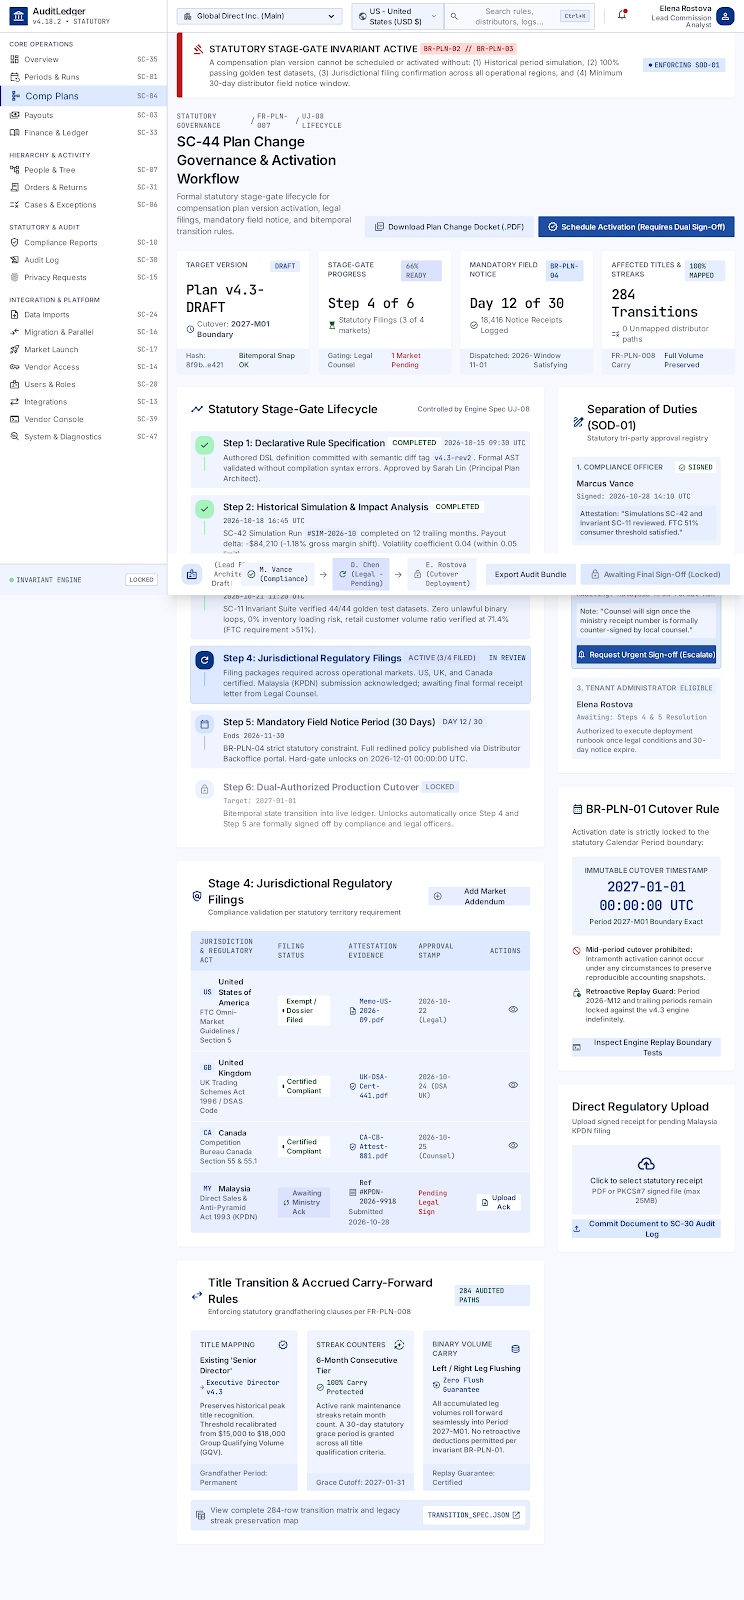 AuditLedger
v4.18.2 • STATUTORY
Global Direct Inc. (Main)
US - United
States (USD $)
Search rules,
distributors, logs...
Ctrl+K
Elena Rostova
Lead Commission
Analyst
CORE OPERATIONS
Overview SC-35
Periods & Runs SC-01
Comp Plans SC-04
Payouts SC-03
Finance & Ledger SC-33
HIERARCHY & ACTIVITY
People & Tree SC-07
Orders & Returns SC-31
Cases & Exceptions SC-06
STATUTORY & AUDIT
Compliance Reports SC-10
Audit Log SC-30
Privacy Requests SC-15
INTEGRATION & PLATFORM
Data Imports SC-24
Migration & Parallel SC-16
Market Launch SC-17
Vendor Access SC-14
Users & Roles SC-20
Integrations SC-13
Vendor Console SC-39
System & Diagnostics SC-47
INVARIANT ENGINE LOCKED
STATUTORY STAGE-GATE INVARIANT ACTIVE BR-PLN-02 // BR-PLN-03
A compensation plan version cannot be scheduled or activated without: (1) Historical period simulation, (2) 100%
passing golden test datasets, (3) Jurisdictional filing confirmation across all operational regions, and (4) Minimum
30-day distributor field notice window.
• ENFORCING SOD-01
STATUTORY
GOVERNANCE
/ FR-PLN-
007
/ UJ-08
LIFECYCLE
SC-44 Plan Change
Governance & Activation
Workflow
Formal statutory stage-gate lifecycle for
compensation plan version activation, legal
filings, mandatory field notice, and bitemporal
transition rules.
Download Plan Change Docket (.PDF)
Schedule Activation (Requires Dual Sign-Off)
TARGET VERSION DRAFT
Plan v4.3-
DRAFT
Cutover: 2027-M01
Boundary
Hash:
8f9b..e421
Bitemporal Snap
OK
STAGE-GATE
PROGRESS
66%
READY
Step 4 of 6
Statutory Filings (3 of 4
markets)
Gating: Legal
Counsel
1 Market
Pending
MANDATORY FIELD
NOTICE
BR-PLN-
04
Day 12 of 30
18,416 Notice Receipts
Logged
Dispatched: 2026-
11-01
Window
Satisfying
AFFECTED TITLES &
STREAKS
100%
MAPPED
284
Transitions
0 Unmapped distributor
paths
FR-PLN-008
Carry
Full Volume
Preserved
Statutory Stage-Gate Lifecycle
Controlled by Engine Spec UJ-08
Step 1: Declarative Rule Specification COMPLETED 2026-10-15 09:30 UTC
Authored DSL definition committed with semantic diff tag v4.3-rev2 . Formal AST
validated without compilation syntax errors. Approved by Sarah Lin (Principal Plan
Architect).
Step 2: Historical Simulation & Impact Analysis COMPLETED
2026-10-18 16:45 UTC
SC-42 Simulation Run #SIM-2026-10 completed on 12 trailing months. Payout
delta: -$84,210 (-1.18% gross margin shift). Volatility coefficient 0.04 (within 0.05
(Lead P
Archite
Draft
M. Vance
(Compliance)
→
D. Chen
(Legal -
Pending)
→
E. Rostova
(Cutover
Deployment)
Export Audit Bundle
Awaiting Final Sign-Off (Locked)
2026-10-21 11:20 UTC
SC-11 Invariant Suite verified 44/44 golden test datasets. Zero unlawful binary
loops, 0% inventory loading risk, retail customer volume ratio verified at 71.4%
(FTC requirement >51%).
Step 4: Jurisdictional Regulatory Filings ACTIVE (3/4 FILED) IN REVIEW
Filing packages required across operational markets. US, UK, and Canada
certified. Malaysia (KPDN) submission acknowledged; awaiting final formal receipt
letter from Legal Counsel.
Step 5: Mandatory Field Notice Period (30 Days) DAY 12 / 30
Ends 2026-11-30
BR-PLN-04 strict statutory constraint. Full redlined policy published via Distributor
Backoffice portal. Hard-gate unlocks on 2026-12-01 00:00:00 UTC.
Step 6: Dual-Authorized Production Cutover LOCKED
Target: 2027-01-01
Bitemporal state transition into live ledger. Unlocks automatically once Step 4 and
Step 5 are formally signed off by compliance and legal officers.
Separation of Duties
(SOD-01)
Statutory tri-party approval registry
1. COMPLIANCE OFFICER SIGNED
Marcus Vance
Signed: 2026-10-28 14:10 UTC
Attestation: "Simulations SC-42 and
Invariant SC-11 reviewed. FTC 51%
consumer threshold satisfied."
Note: "Counsel will sign once the
ministry receipt number is formally
counter-signed by local counsel."
Request Urgent Sign-off (Escalate)
3. TENANT ADMINISTRATOR ELIGIBLE
Elena Rostova
Awaiting: Steps 4 & 5 Resolution
Authorized to execute deployment
runbook once legal conditions and 30-
day notice expire.
BR-PLN-01 Cutover Rule
Activation date is strictly locked to the
statutory Calendar Period boundary:
IMMUTABLE CUTOVER TIMESTAMP
2027-01-01
00:00:00 UTC
Period 2027-M01 Boundary Exact
Mid-period cutover prohibited:
Intramonth activation cannot occur
under any circumstances to preserve
reproducible accounting snapshots.
Retroactive Replay Guard: Period
2026-M12 and trailing periods remain
locked against the v4.3 engine
indefinitely.
Inspect Engine Replay Boundary
Tests
Direct Regulatory Upload
Upload signed receipt for pending Malaysia
KPDN filing
Click to select statutory receipt
PDF or PKCS#7 signed file (max
25MB)
Commit Document to SC-30 Audit
Log
Stage 4: Jurisdictional Regulatory
Filings
Compliance validation per statutory territory requirement
Add Market
Addendum
JURISDICTION
& REGULATORY
ACT
FILING
STATUS
ATTESTATION
EVIDENCE
APPROVAL
STAMP
ACTIONS
US
United
States of
America
FTC Omni-
Market
Guidelines /
Section 5
Exempt /
Dossier
Filed
Memo-US-
2026-
09.pdf
2026-10-
22
(Legal)
GB
United
Kingdom
UK Trading
Schemes Act
1996 / DSAS
Code
Certified
Compliant
UK-DSA-
Cert-
441.pdf
2026-10-
24 (DSA
UK)
CA Canada
Competition
Bureau Canada
Section 55 & 55.1
Certified
Compliant
CA-CB-
Attest-
881.pdf
2026-10-
25
(Counsel)
MY Malaysia
Direct Sales &
Anti-Pyramid
Act 1993 (KPDN)
Awaiting
Ministry
Ack
Ref
#KPDN-
2026-9918
Submitted
2026-10-28
Pending
Legal
Sign
Upload
Ack
Title Transition & Accrued Carry-Forward
Rules
Enforcing statutory grandfathering clauses per FR-PLN-008
284 AUDITED
PATHS
TITLE MAPPING
Existing 'Senior
Director'
→ Executive Director
v4.3
Preserves historical peak
title recognition.
Threshold recalibrated
from $15,000 to $18,000
Group Qualifying Volume
(GQV).
Grandfather Period:
Permanent
STREAK COUNTERS
6-Month Consecutive
Tier
100% Carry
Protected
Active rank maintenance
streaks retain month
count. A 30-day statutory
grace period is granted
across all title
qualification criteria.
Grace Cutoff: 2027-01-31
BINARY VOLUME
CARRY
Left / Right Leg Flushing
Zero Flush
Guarantee
All accumulated leg
volumes roll forward
seamlessly into Period
2027-M01. No retroactive
deductions permitted per
invariant BR-PLN-01.
Replay Guarantee:
Certified
View complete 284-row transition matrix and legacy
streak preservation map
TRANSITION_SPEC.JSON